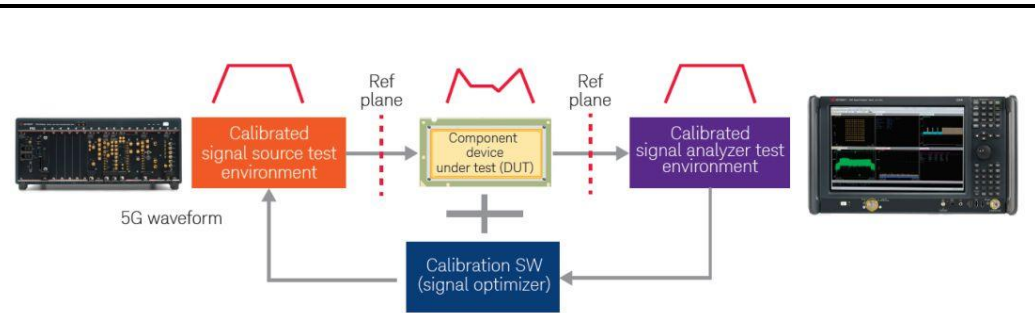 Ref
plane
Ref
plane
Calibrated
signal source test
environment
Component
device
under test (DUT)
Calibrated
signal analyzer test
environment
5G waveform
Calibration SW
(signal optimizer)